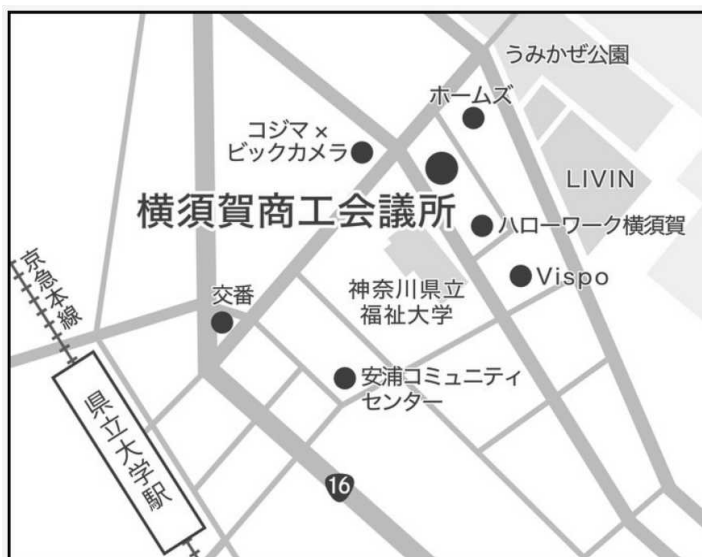 うみかぜ公園
ホームズ
コジマ×
ビックカメラ
LIVIN
横須賀商工会議所
ハローワーク横須賀
京急本線
交番
神奈川県立
福祉大学
Vispo
安浦コミュニティ
センター
県立大学駅
16